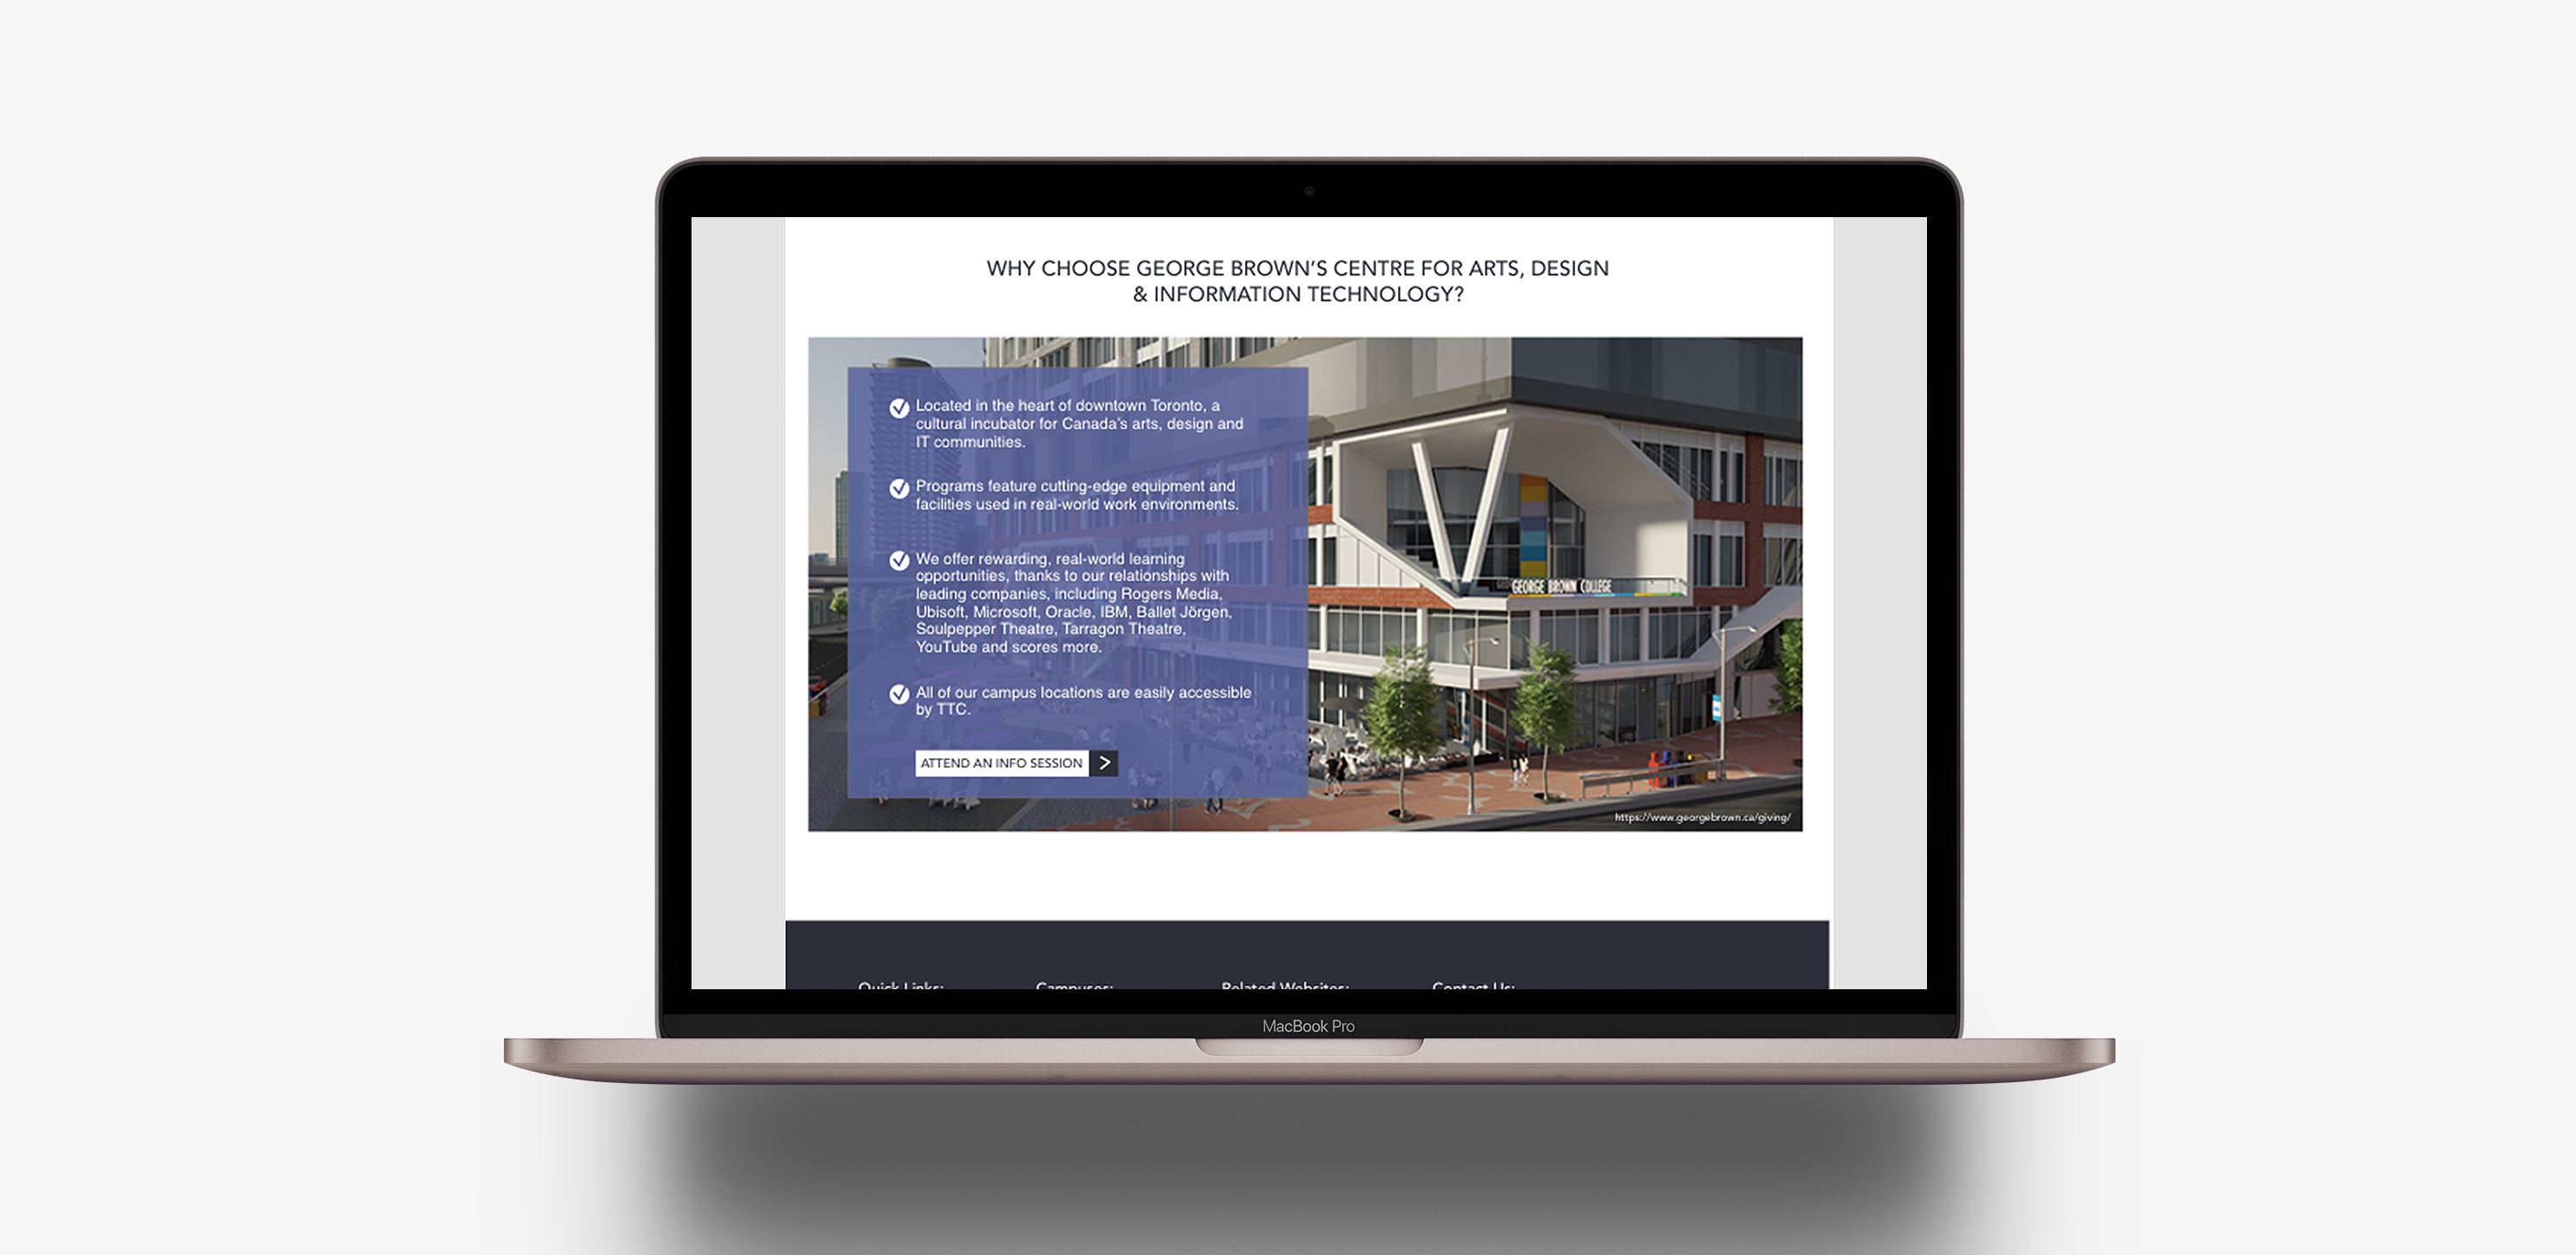 WHY CHOOSE GEORGE BROWN'S CENTRE FOR ARTS, DESIGN
& INFORMATION TECHNOLOGY?
Located in the heart of downtown Toronto, a
cultural incubator for Canada's arts, design and
IT communities.
Programs feature cutting-edge equipment and
facilities used in real-world work environments.
We offer rewarding, real-world learning
opportunities, thanks to our relationships with
leading companies, including Rogers Media,
Ubisoft, Microsoft, Oracle, IBM, Ballet Jörgen,
Soulpepper Theatre, Tarragon Theatre,
YouTube and scores more.
All of our campus locations are easily accessible
by TTC.
ATTEND AN INFO SESSION >
GEORGE BROWN COLLEGE
https://www.georgebrown.ca/giving/
Quick Links: Campuses: Related Websites: Contact Us:
MacBook Pro